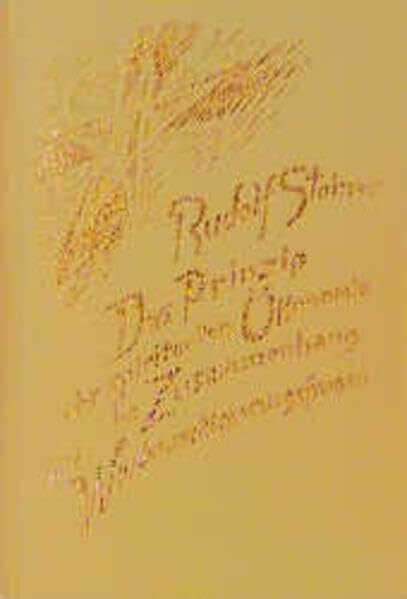 Rudolf Steiner
Das Prinzip
der spirituellen Ökonomie
im Zusammenhang
mit
Wiederverkörperungsfragen